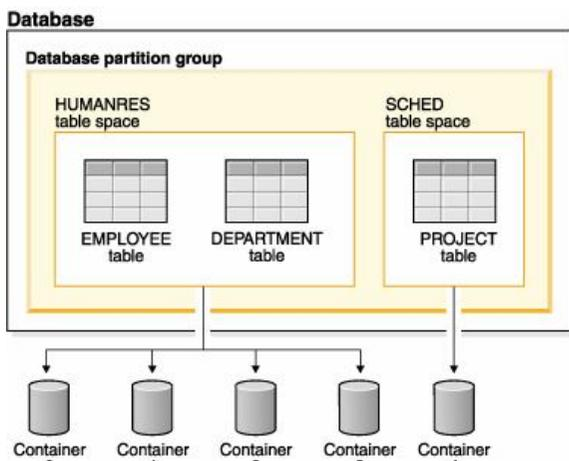 Database
Database partition group
HUMANRES
table space
SCHED
table space
EMPLOYEE
table
DEPARTMENT
table
PROJECT
table
Container
Container
Container
Container
Container